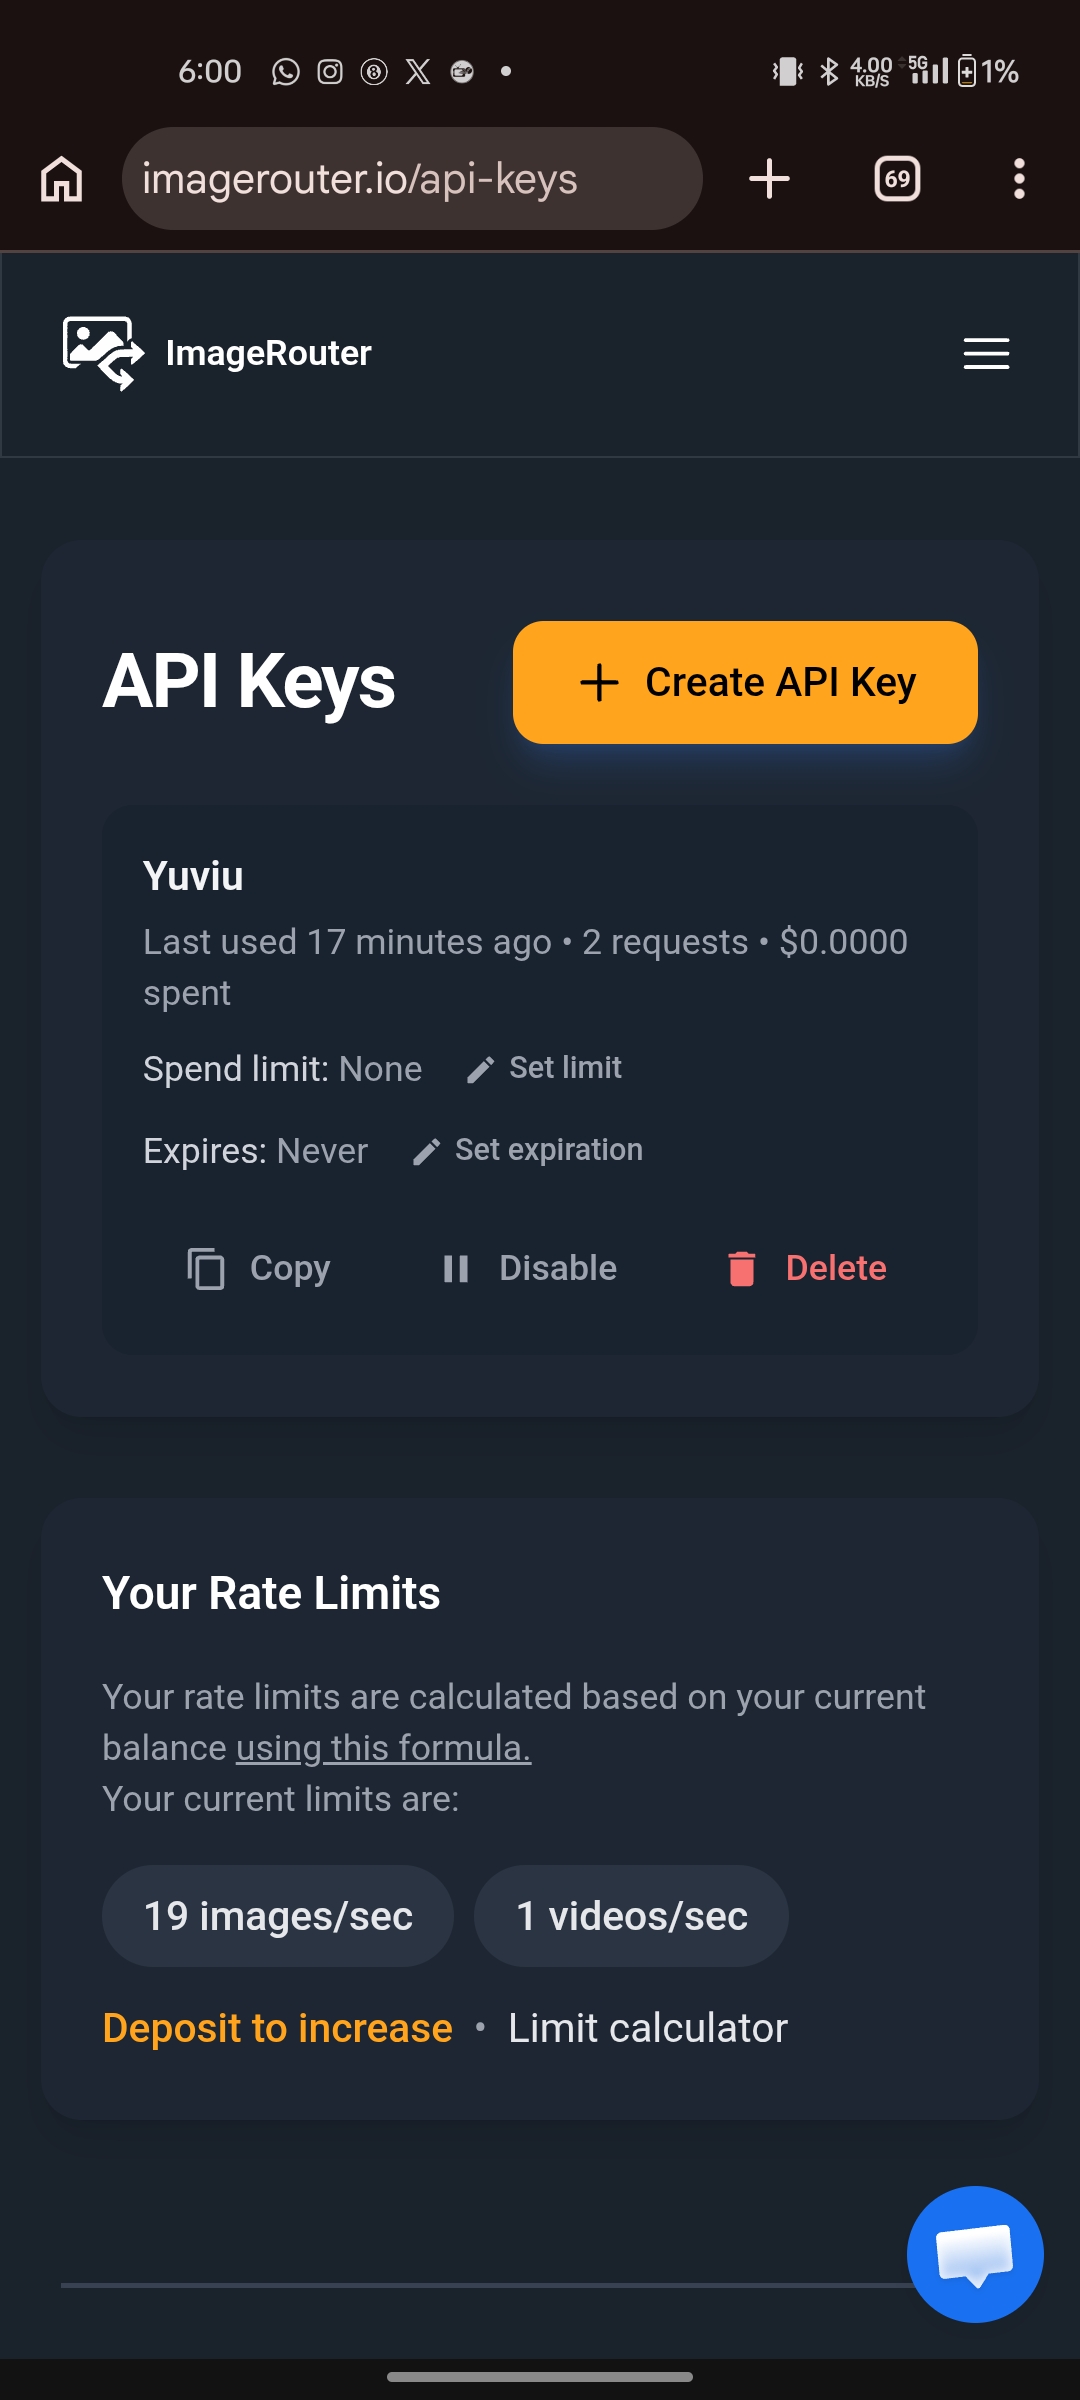 6:00
4.00
KB/S
5G
1%
imagerouter.io/api-keys
69
ImageRouter
API Keys
Create API Key
Yuviu
Last used 17 minutes ago • 2 requests • $0.0000
spent
Spend limit: None
Set limit
Expires: Never
Set expiration
Copy
Disable
Delete
Your Rate Limits
Your rate limits are calculated based on your current
balance using this formula.
Your current limits are:
19 images/sec
1 videos/sec
Deposit to increase • Limit calculator